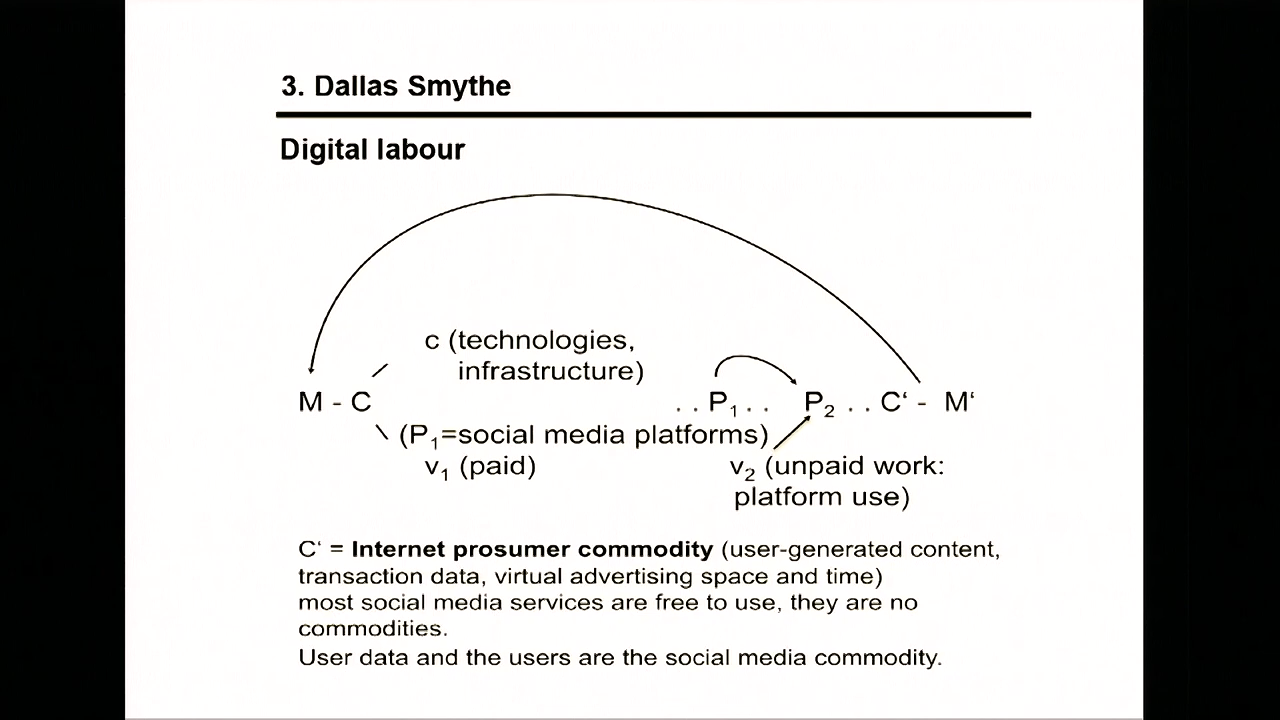 3. Dallas Smythe
Digital labour
c (technologies,
infrastructure)
M - C
. . P₁ . . P₂ . . C‘ - M‘
\ (P₁=social media platforms)
v₁ (paid)
v₂ (unpaid work:
platform use)
C‘ = Internet prosumer commodity (user-generated content,
transaction data, virtual advertising space and time)
most social media services are free to use, they are no
commodities.
User data and the users are the social media commodity.